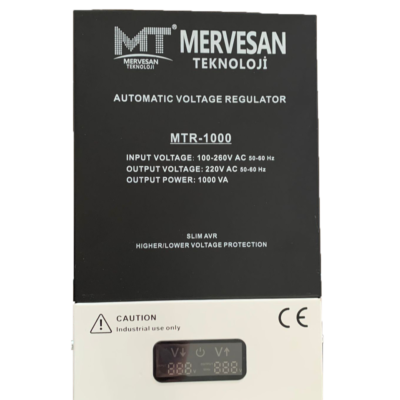 MT MERVESAN
MERVESAN TEKNOLOJİ
TEKNOLOJİ
AUTOMATIC VOLTAGE REGULATOR
MTR-1000
INPUT VOLTAGE: 100-260V AC 50-60 Hz
OUTPUT VOLTAGE: 220V AC 50-60 Hz
OUTPUT POWER: 1000 VA
SLIM AVR
HIGHER/LOWER VOLTAGE PROTECTION
CAUTION
Industrial use only
CE
V↓ V↑
888 888